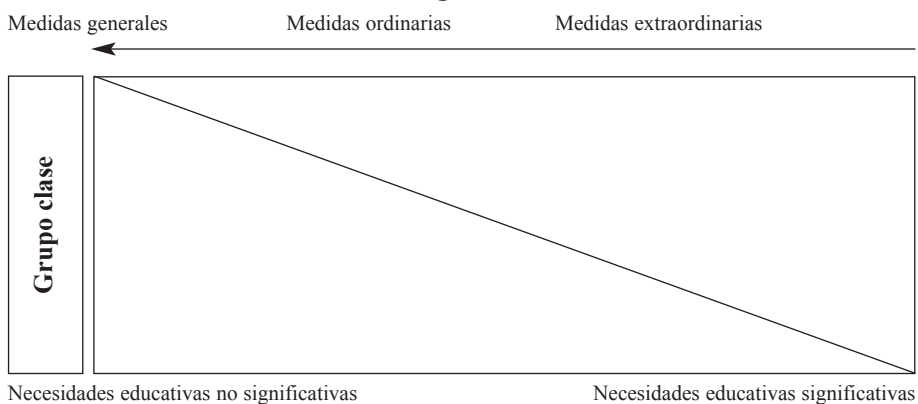 Medidas generales Medidas ordinarias Medidas extraordinarias
Grupo clase
Necesidades educativas no significativas Necesidades educativas significativas